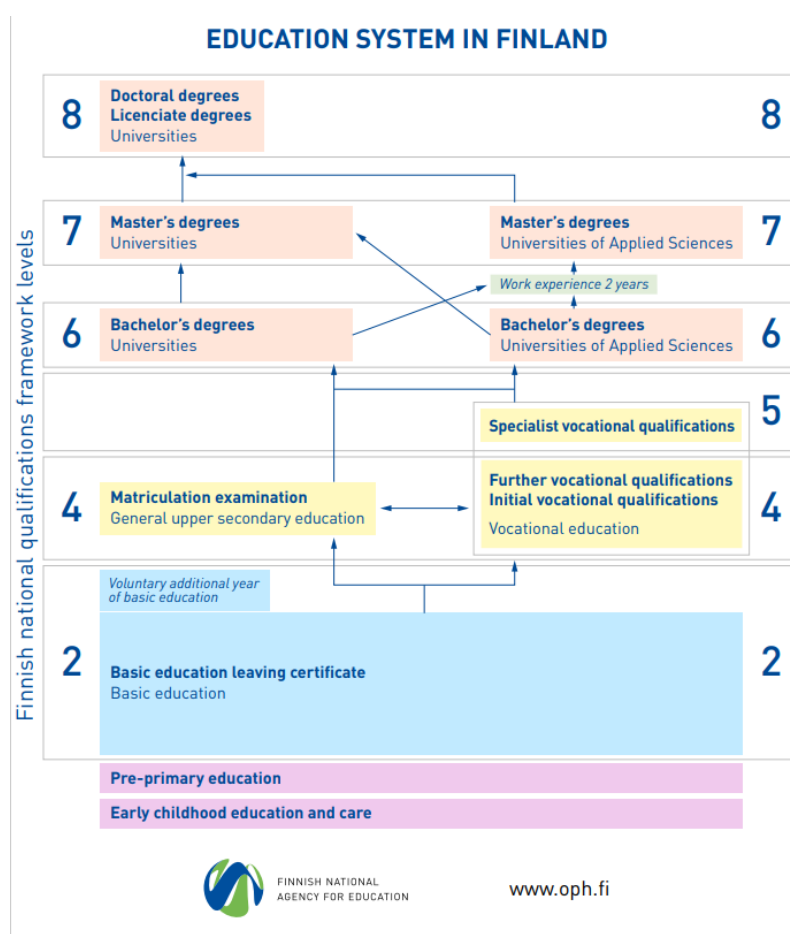 EDUCATION SYSTEM IN FINLAND
Finnish national qualifications framework levels
8
Doctoral degrees
Licenciate degrees
Universities
8
7
Master's degrees
Universities
Master's degrees
Universities of Applied Sciences
7
Work experience 2 years
6
Bachelor's degrees
Universities
Bachelor's degrees
Universities of Applied Sciences
6
Specialist vocational qualifications
5
4
Matriculation examination
General upper secondary education
Further vocational qualifications
Initial vocational qualifications
Vocational education
4
Voluntary additional year
of basic education
2
Basic education leaving certificate
Basic education
2
Pre-primary education
Early childhood education and care
FINNISH NATIONAL
AGENCY FOR EDUCATION
www.oph.fi